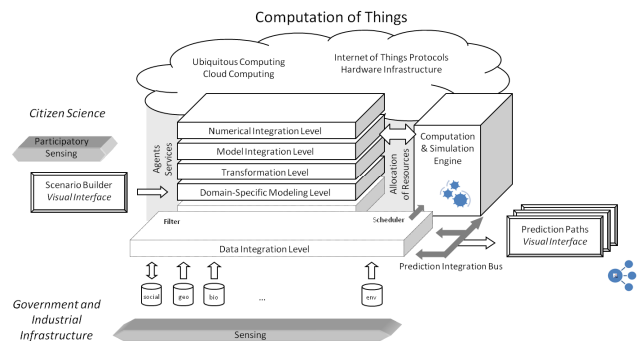 Computation of Things
Ubiquitous Computing
Cloud Computing
Internet of Things Protocols
Hardware Infrastructure
Citizen Science
Participatory
Sensing
Scenario Builder
Visual Interface
Agents
Services
Numerical Integration Level
Model Integration Level
Transformation Level
Domain-Specific Modeling Level
Allocation
of Resources
Computation
& Simulation
Engine
Filter
Scheduler
Data Integration Level
Prediction Paths
Visual Interface
Prediction Integration Bus
social
geo
bio
...
env
Government and
Industrial
Infrastructure
Sensing